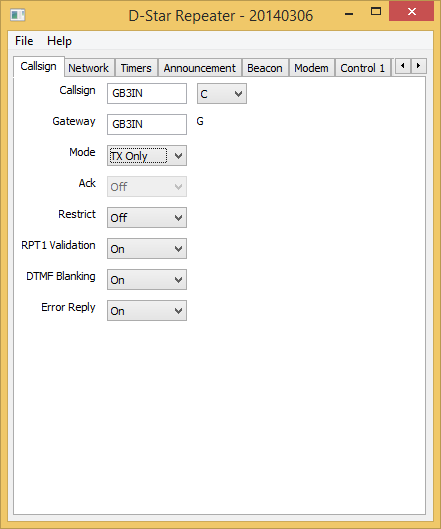 D-Star Repeater - 20140306
File Help
Callsign Network Timers Announcement Beacon Modem Control 1
Callsign GB3IN C
Gateway GB3IN G
Mode TX Only
Ack Off
Restrict Off
RPT1 Validation On
DTMF Blanking On
Error Reply On